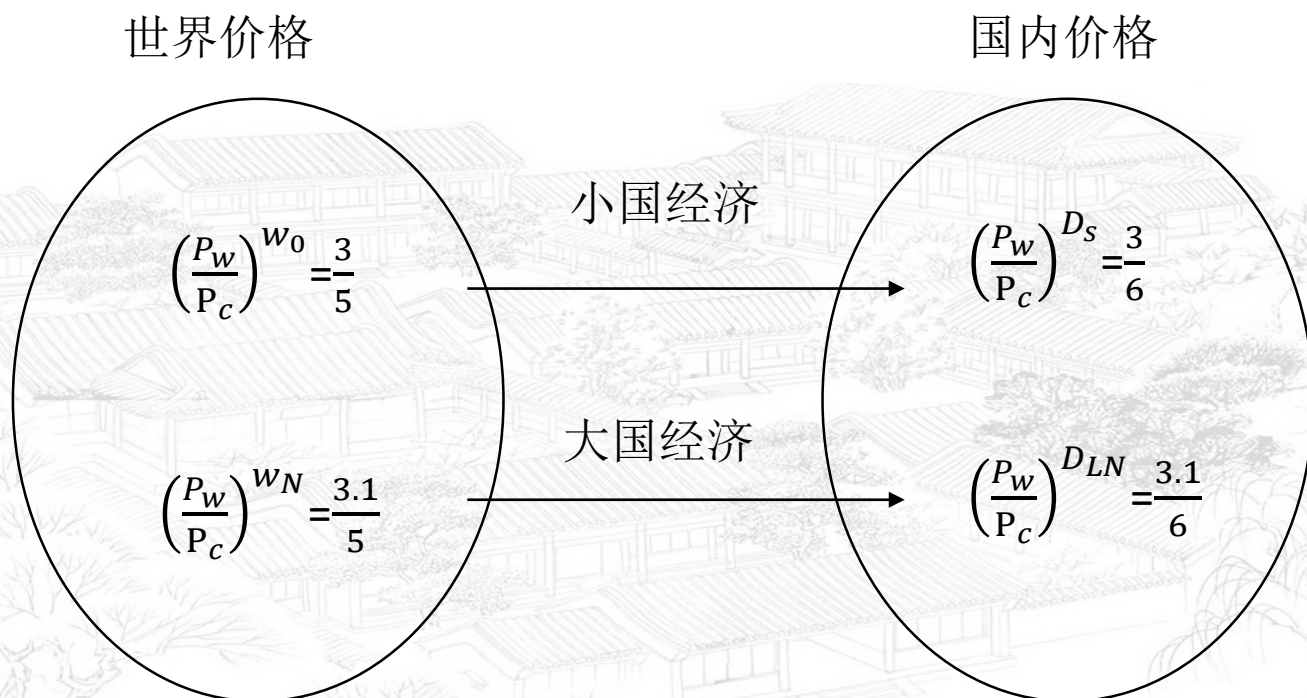 世界价格 国内价格
小国经济
(P_w/P_c)^{w_0}=3/5 (P_w/P_c)^{D_S}=3/6
大国经济
(P_w/P_c)^{w_N}=3.1/5 (P_w/P_c)^{D_{LN}}=3.1/6